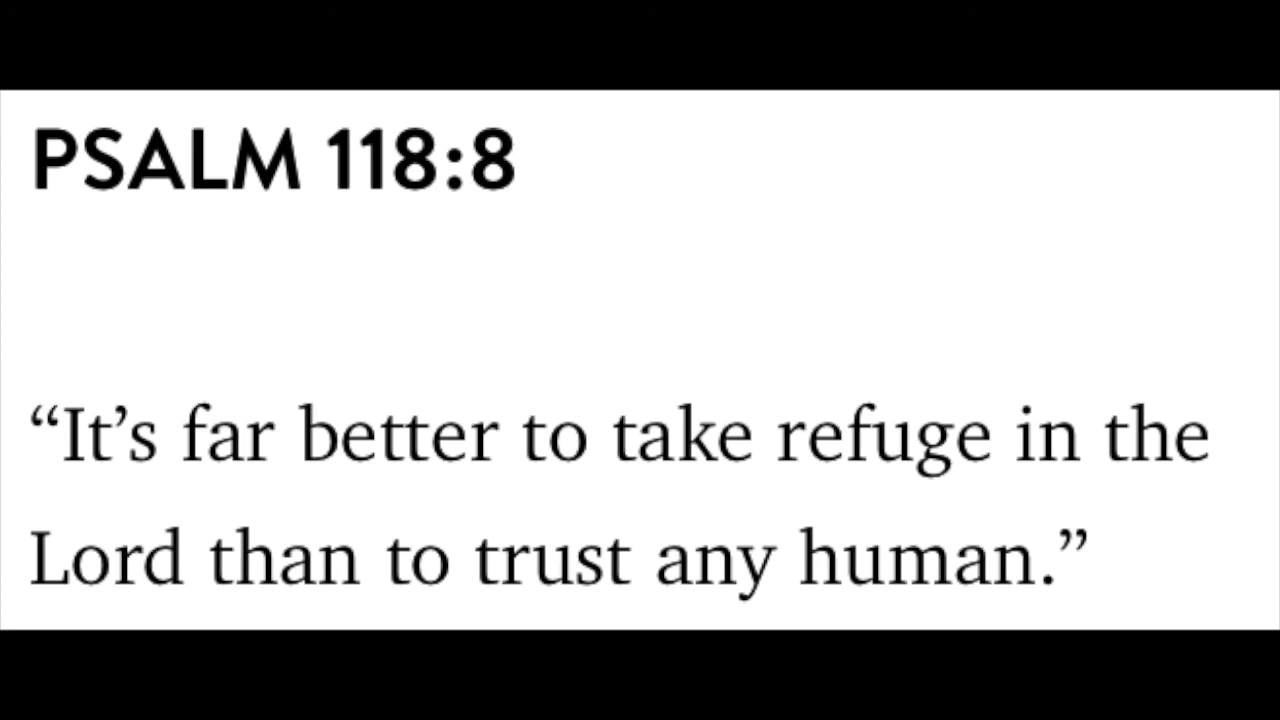 PSALM 118:8
“It’s far better to take refuge in the
Lord than to trust any human.”